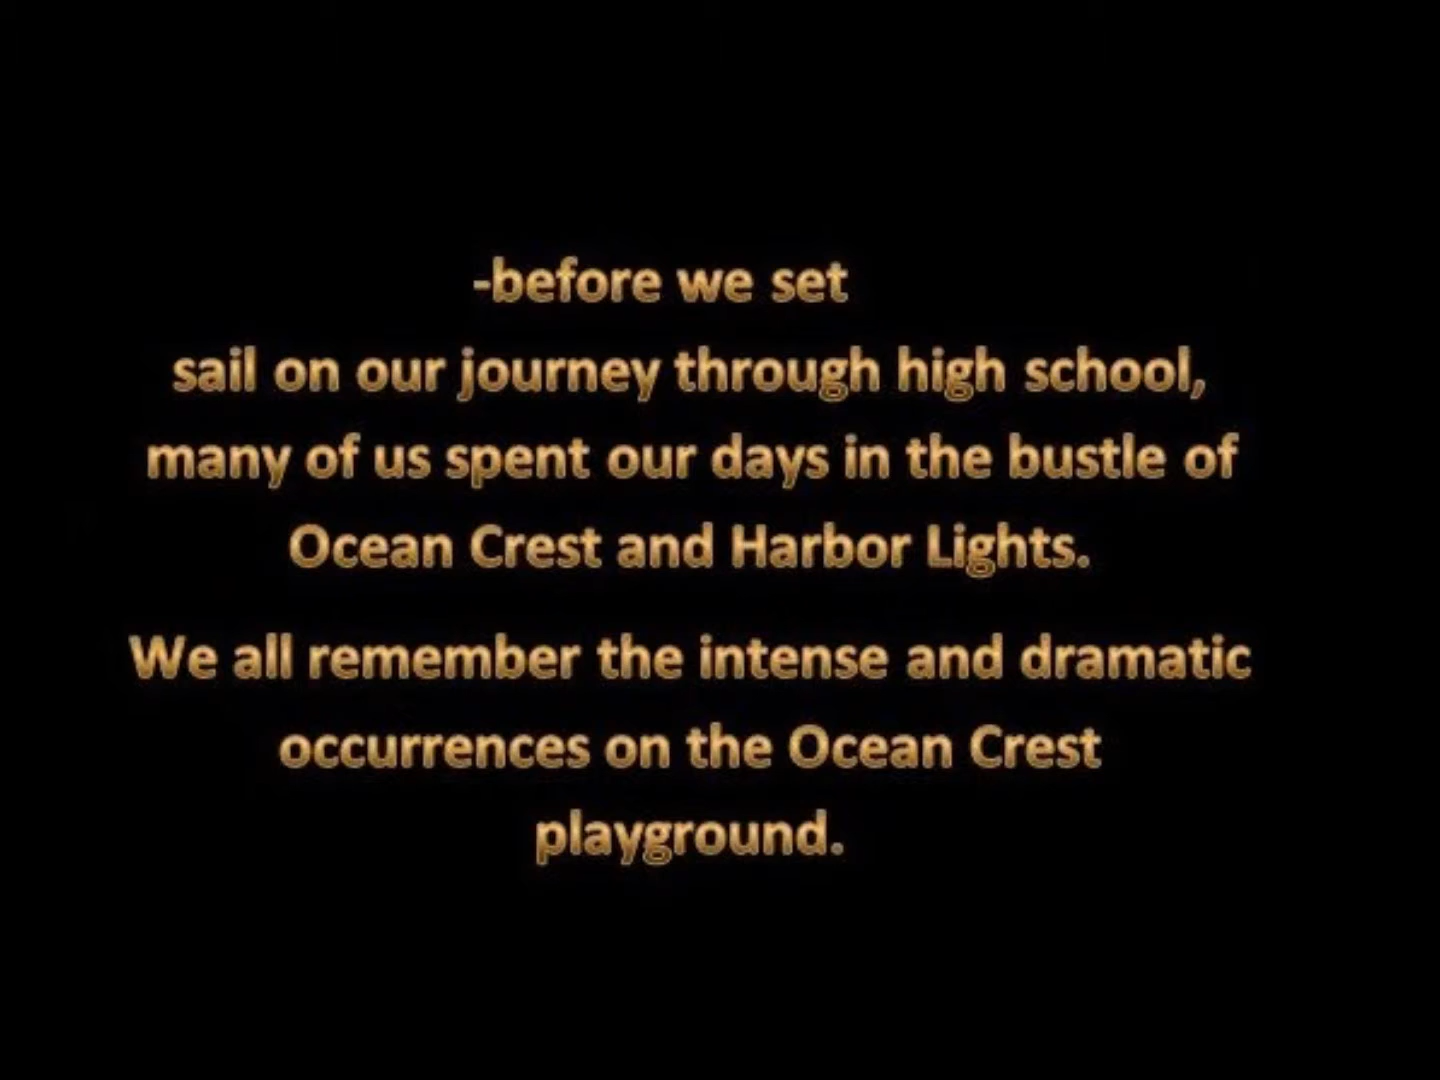 -before we set
sail on our journey through high school,
many of us spent our days in the bustle of
Ocean Crest and Harbor Lights.
We all remember the intense and dramatic
occurrences on the Ocean Crest
playground.